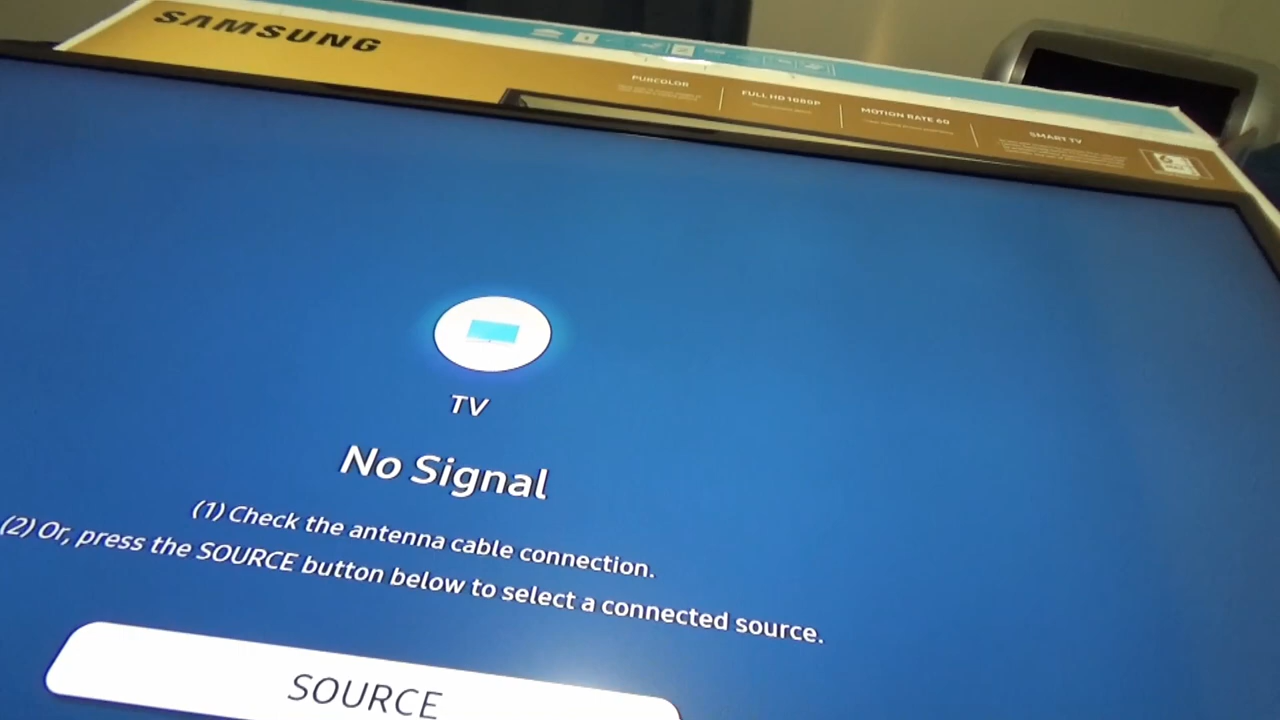 SAMSUNG
PURCOLOR
FULL HD 1080P
MOTION RATE 60
SMART TV
TV
No Signal
(1) Check the antenna cable connection.
(2) Or, press the SOURCE button below to select a connected source.
SOURCE